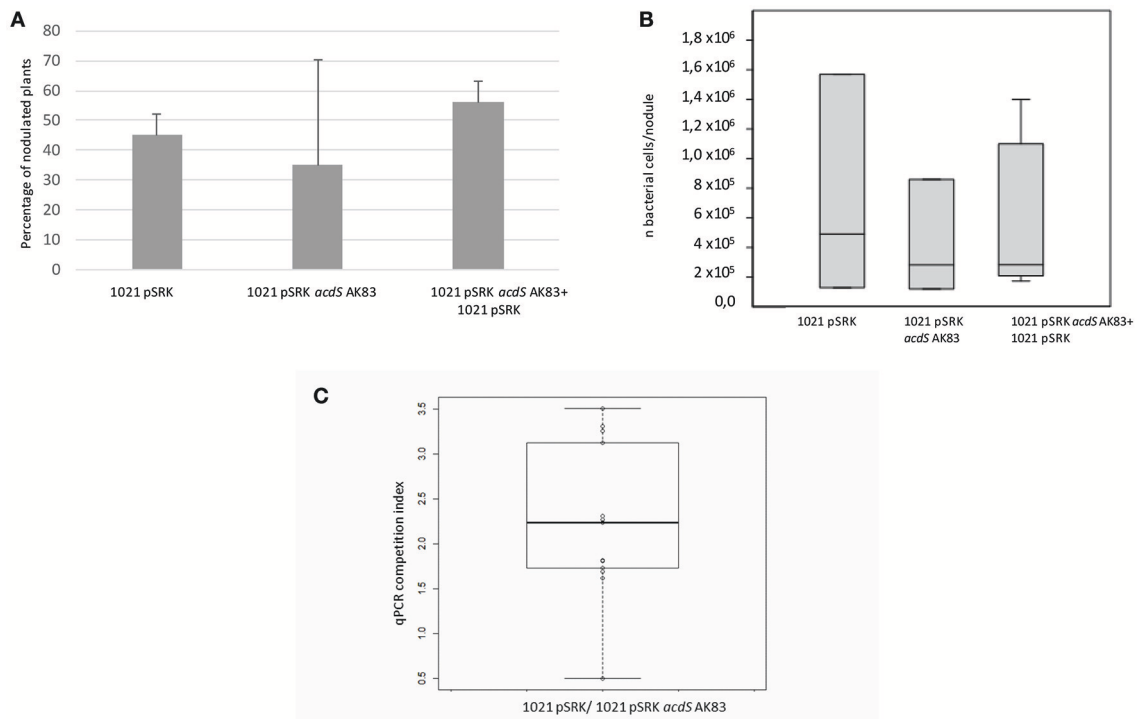 A
Percentage of nodulated plants
80
70
60
50
40
30
20
10
0
1021 pSRK
1021 pSRK acdS AK83
1021 pSRK acdS AK83+
1021 pSRK
B
n bacterial cells/nodule
1,8 x10⁶
1,6 x10⁶
1,4 x10⁶
1,2 x10⁶
1,0 x10⁶
8 x10⁵
6 x10⁵
4 x10⁵
2 x10⁵
0,0
1021 pSRK
1021 pSRK
acdS AK83
1021 pSRK acdS AK83+
1021 pSRK
C
qPCR competition index
3.5
3.0
2.5
2.0
1.5
1.0
0.5
1021 pSRK/ 1021 pSRK acdS AK83